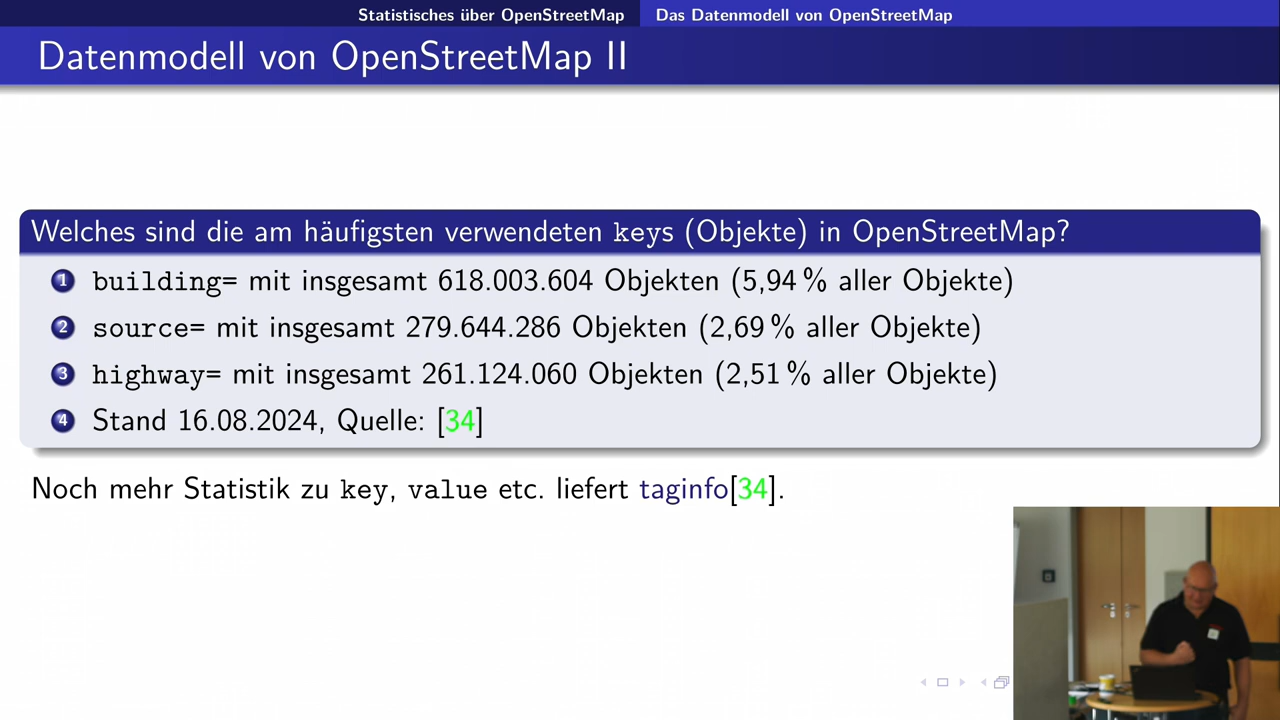 Statistisches über OpenStreetMap
Das Datenmodell von OpenStreetMap
Datenmodell von OpenStreetMap II
Welches sind die am häufigsten verwendeten keys (Objekte) in OpenStreetMap?
1 building= mit insgesamt 618.003.604 Objekten (5,94 % aller Objekte)
2 source= mit insgesamt 279.644.286 Objekten (2,69 % aller Objekte)
3 highway= mit insgesamt 261.124.060 Objekten (2,51 % aller Objekte)
4 Stand 16.08.2024, Quelle: [34]
Noch mehr Statistik zu key, value etc. liefert taginfo[34].